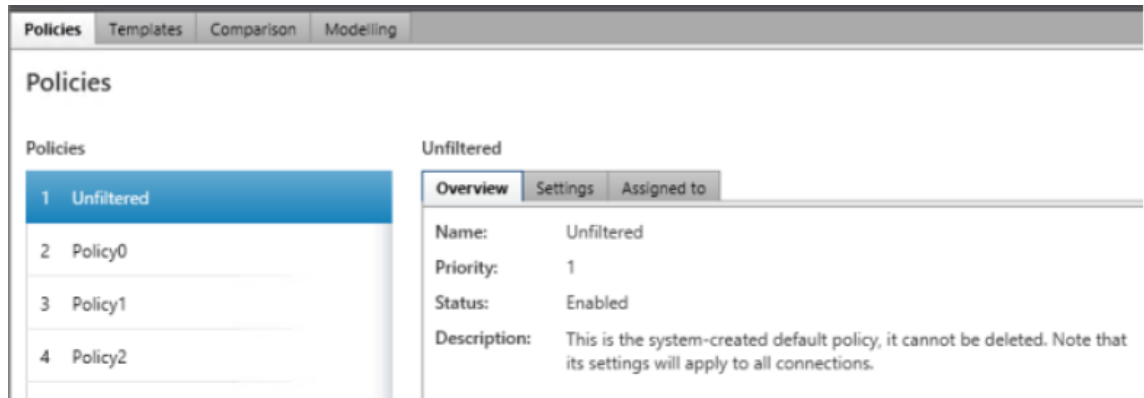 Policies Templates Comparison Modelling
Policies
Policies
1 Unfiltered
2 Policy0
3 Policy1
4 Policy2
Unfiltered
Overview Settings Assigned to
Name: Unfiltered
Priority: 1
Status: Enabled
Description: This is the system-created default policy, it cannot be deleted. Note that
its settings will apply to all connections.